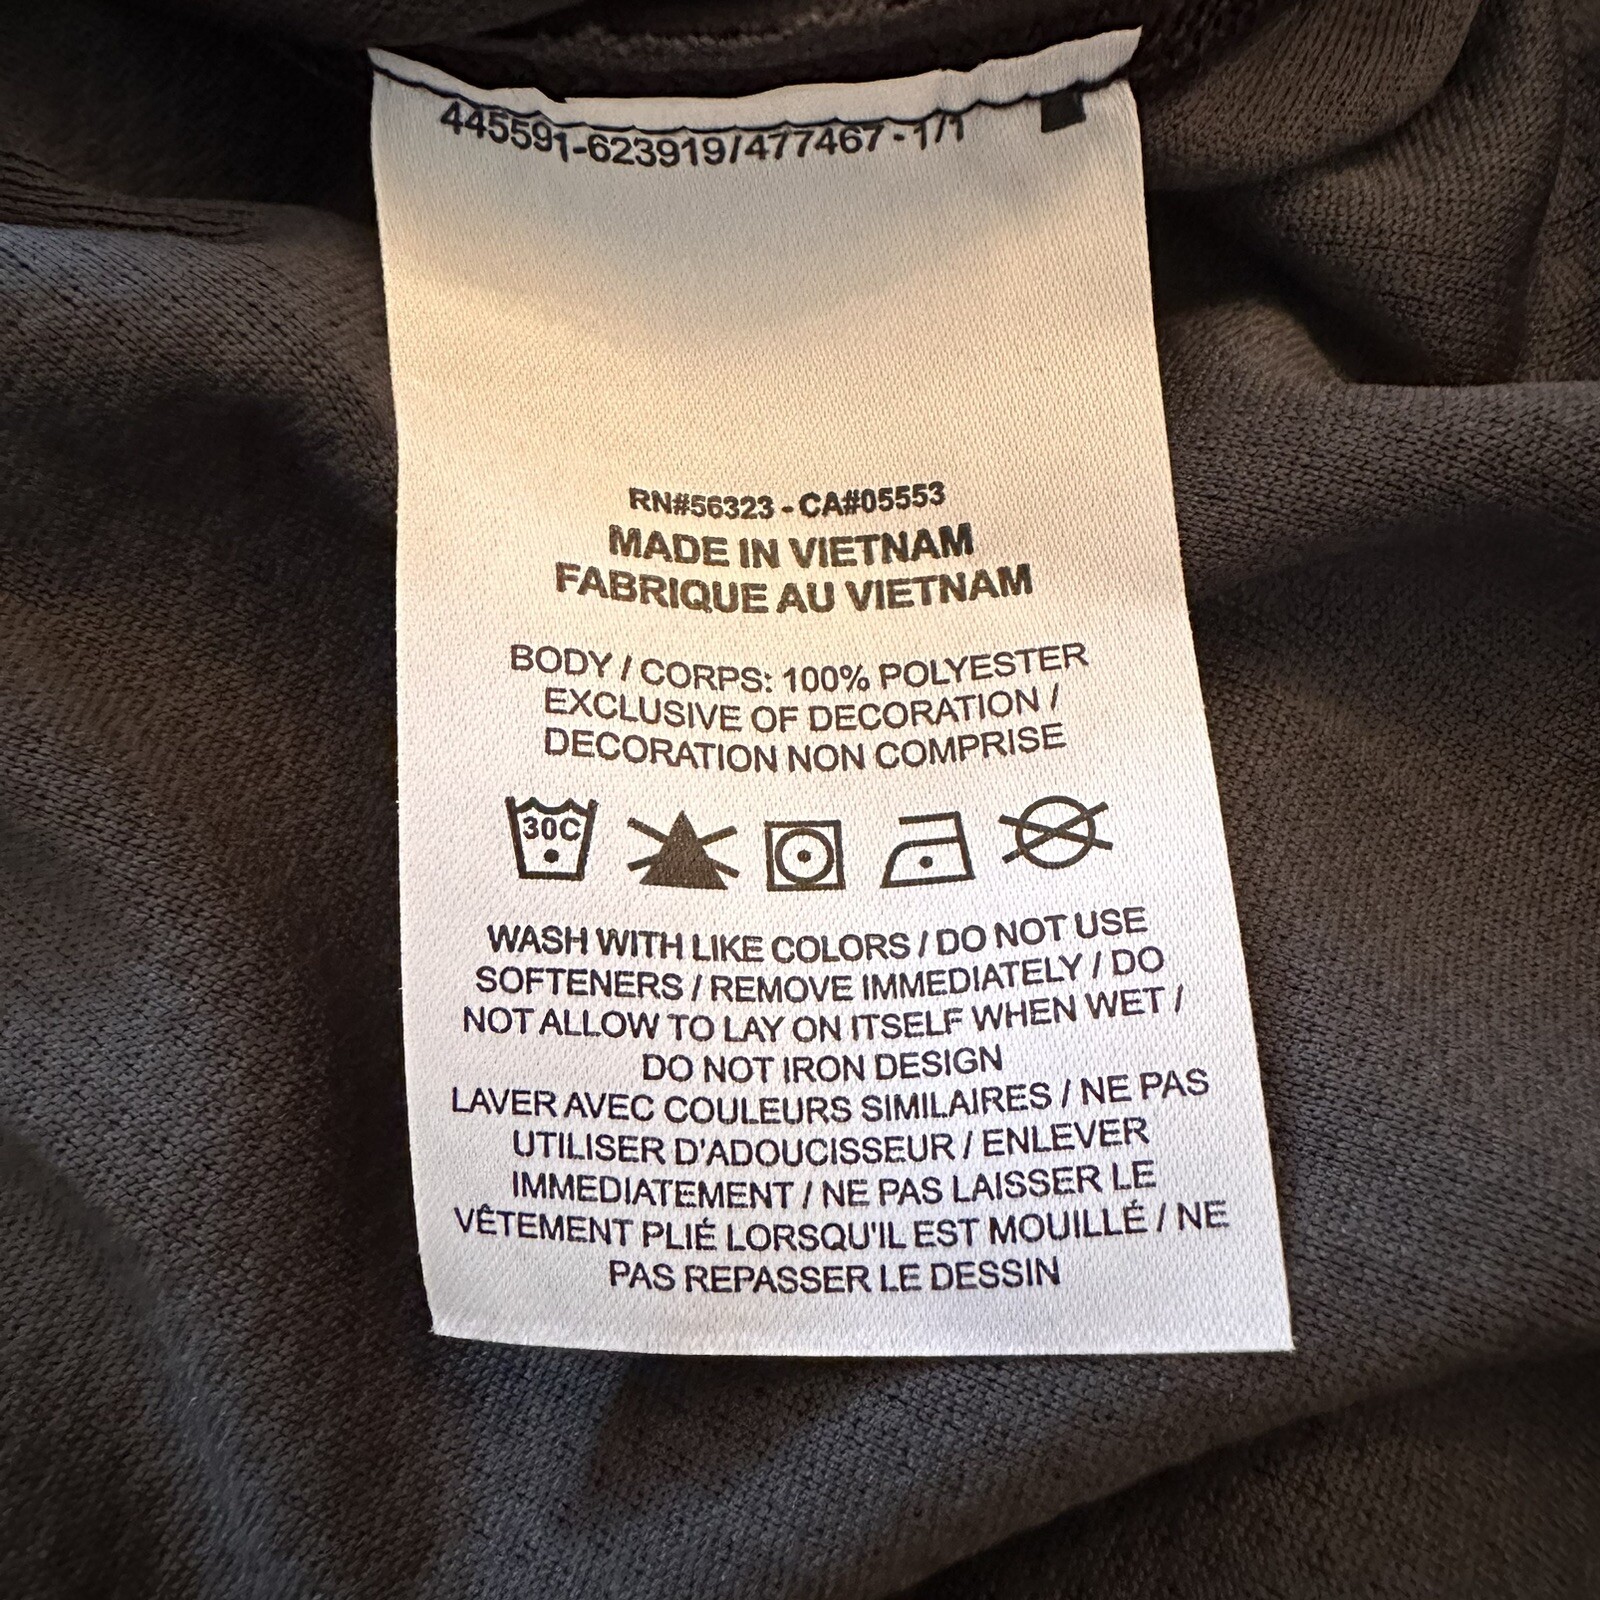 445591-623919/477467 - 1/1
RN#56323 - CA#05553
MADE IN VIETNAM
FABRIQUE AU VIETNAM
BODY / CORPS: 100% POLYESTER
EXCLUSIVE OF DECORATION /
DECORATION NON COMPRISE
30C
WASH WITH LIKE COLORS / DO NOT USE
SOFTENERS / REMOVE IMMEDIATELY / DO
NOT ALLOW TO LAY ON ITSELF WHEN WET /
DO NOT IRON DESIGN
LAVER AVEC COULEURS SIMILAIRES / NE PAS
UTILISER D'ADOUCISSEUR / ENLEVER
IMMEDIATEMENT / NE PAS LAISSER LE
VÊTEMENT PLIÉ LORSQU'IL EST MOUILLÉ / NE
PAS REPASSER LE DESSIN